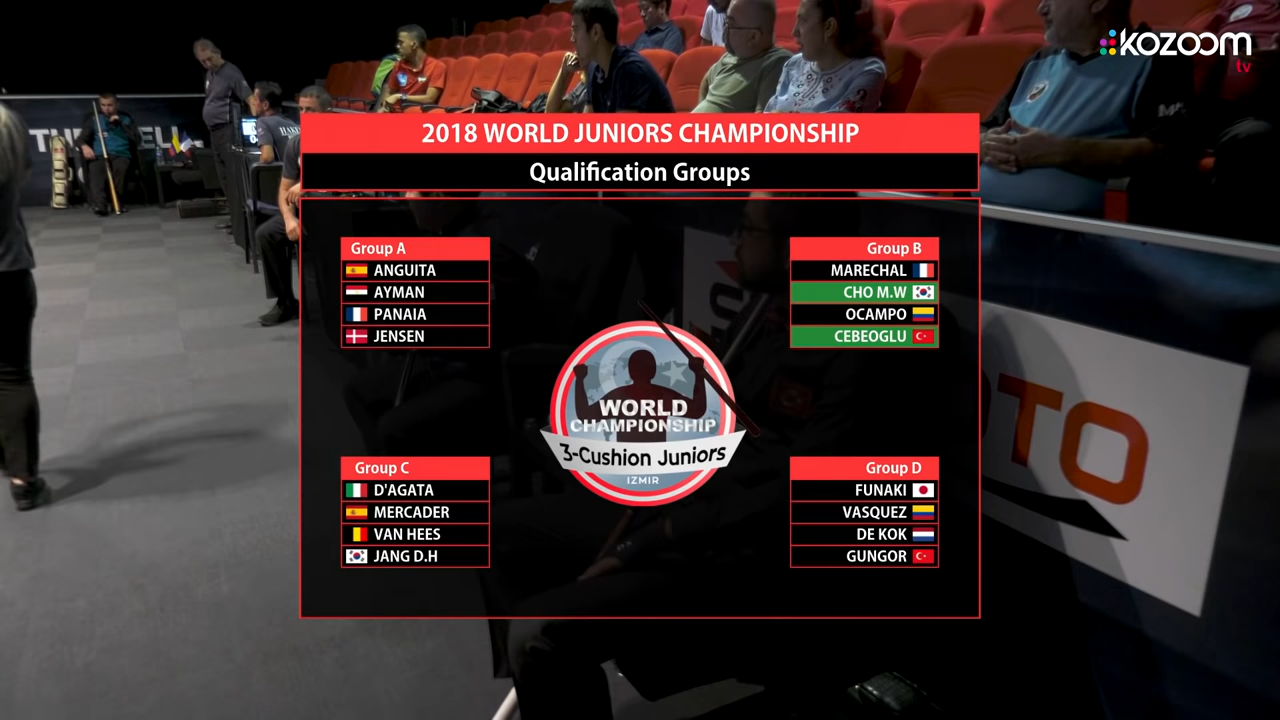 kozoom
tv
2018 WORLD JUNIORS CHAMPIONSHIP
Qualification Groups
Group A
ANGUITA
AYMAN
PANAIA
JENSEN
Group B
MARECHAL
CHO M.W
OCAMPO
CEBEOGLU
WORLD
CHAMPIONSHIP
3-Cushion Juniors
IZMIR
Group C
D'AGATA
MERCADER
VAN HEES
JANG D.H
Group D
FUNAKI
VASQUEZ
DE KOK
GUNGOR